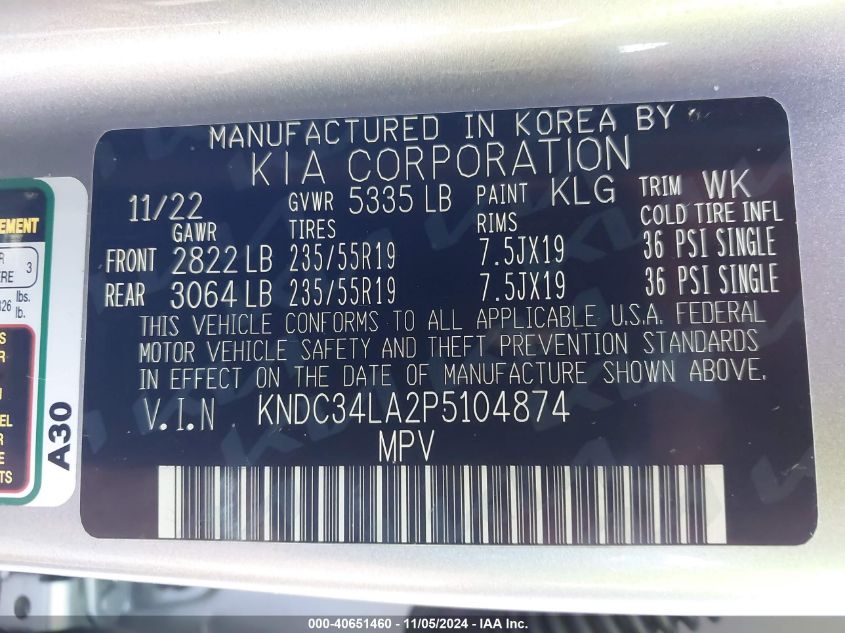 MANUFACTURED IN KOREA BY
KIA CORPORATION
11/22 GVWR 5335 LB PAINT KLG TRIM WK
GAWR TIRES RIMS COLD TIRE INFL
FRONT 2822 LB 235/55R19 7.5JX19 36 PSI SINGLE
REAR 3064 LB 235/55R19 7.5JX19 36 PSI SINGLE
THIS VEHICLE CONFORMS TO ALL APPLICABLE U.S.A. FEDERAL
MOTOR VEHICLE SAFETY AND THEFT PREVENTION STANDARDS
IN EFFECT ON THE DATE OF MANUFACTURE SHOWN ABOVE.
V.I.N KNDC34LA2P5104874
MPV
3
lbs.
lb.
A30
000-40651460 - 11/05/2024 - IAA, Inc.